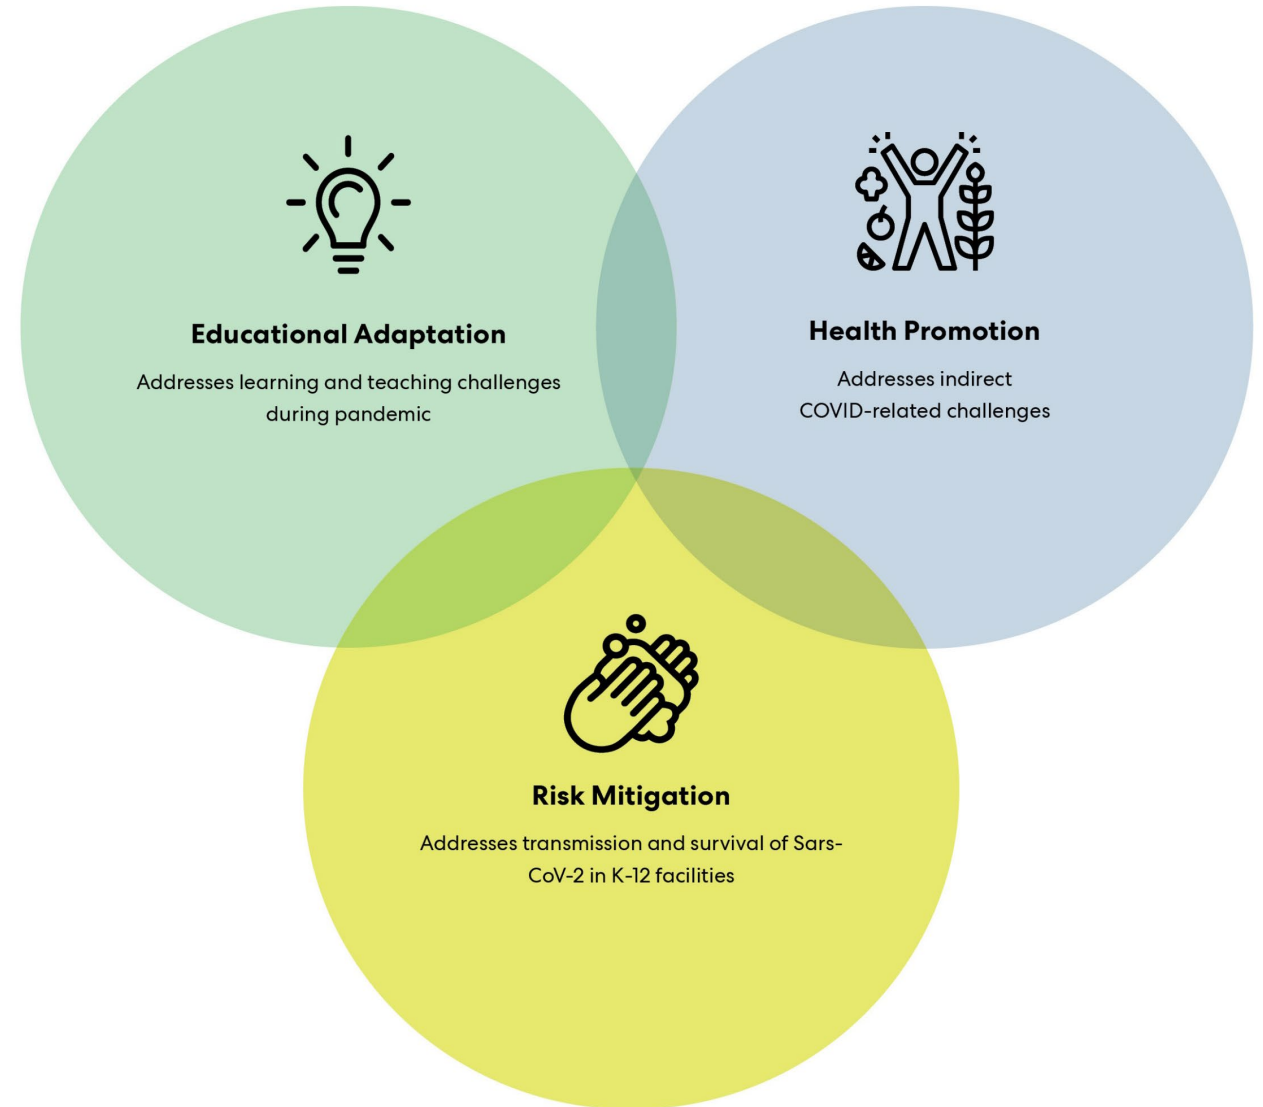 Educational Adaptation
Addresses learning and teaching challenges
during pandemic
Health Promotion
Addresses indirect
COVID-related challenges
Risk Mitigation
Addresses transmission and survival of Sars-
CoV-2 in K-12 facilities